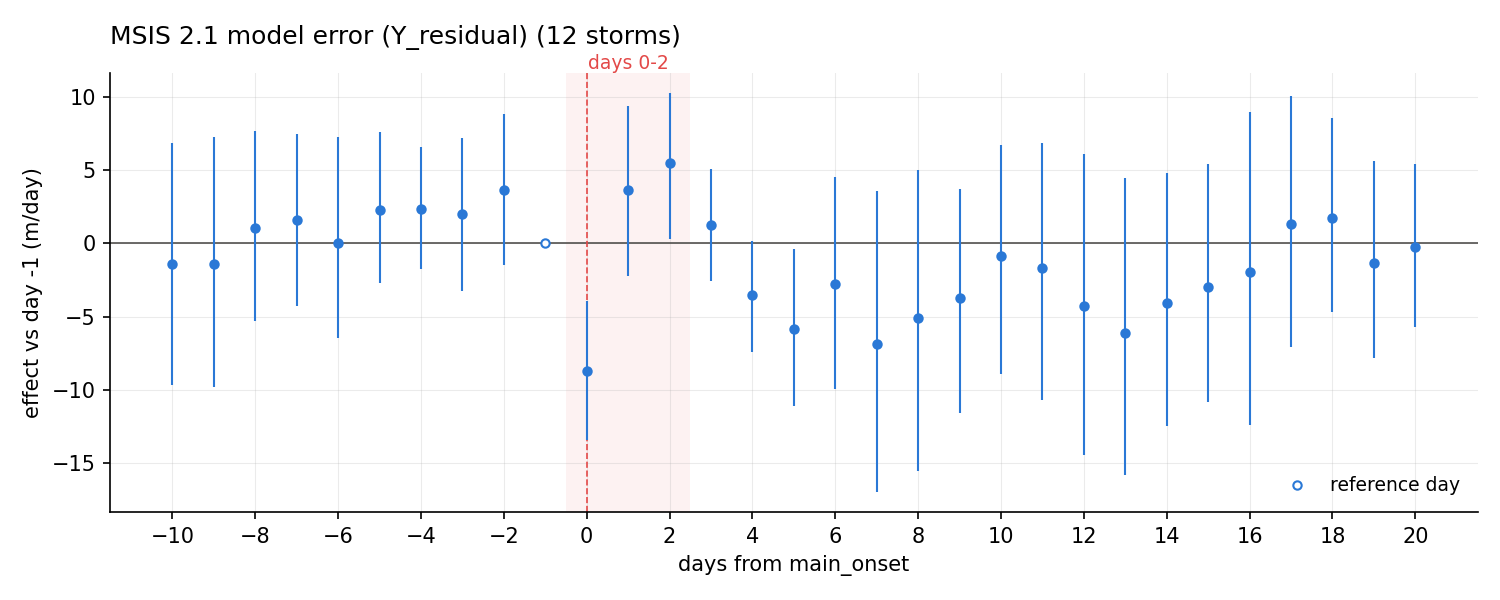 MSIS 2.1 model error (Y_residual) (12 storms)
days 0-2
effect vs day -1 (m/day)
10
5
0
−5
−10
−15
reference day
−10 −8 −6 −4 −2 0 2 4 6 8 10 12 14 16 18 20
days from main_onset